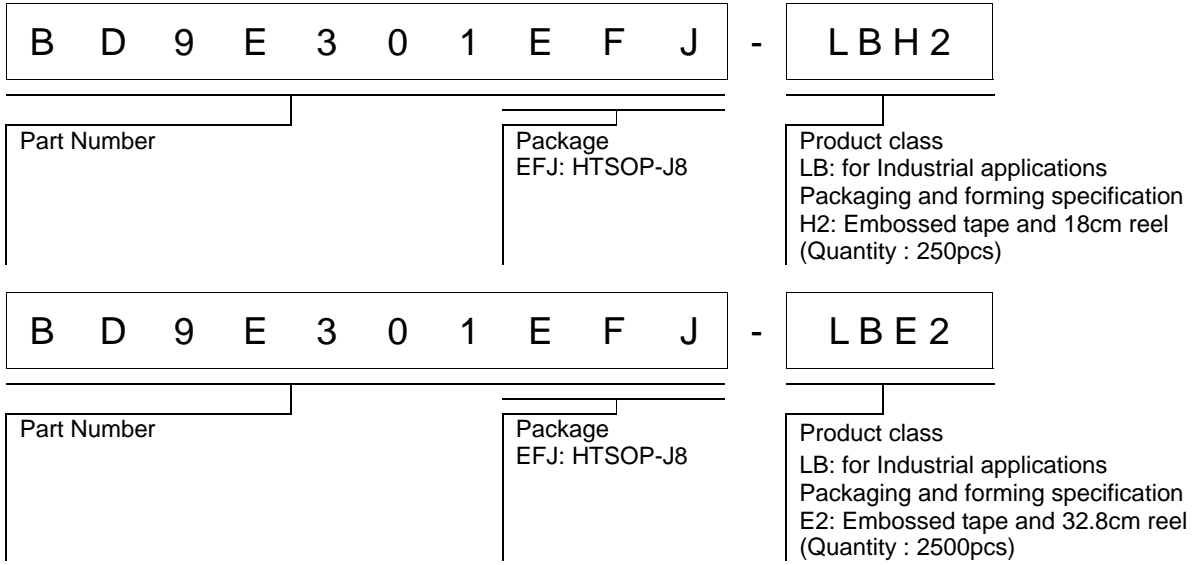 B D 9 E 3 0 1 E F J - L B H 2
Part Number
Package
EFJ: HTSOP-J8
Product class
LB: for Industrial applications
Packaging and forming specification
H2: Embossed tape and 18cm reel
(Quantity : 250pcs)
B D 9 E 3 0 1 E F J - L B E 2
Part Number
Package
EFJ: HTSOP-J8
Product class
LB: for Industrial applications
Packaging and forming specification
E2: Embossed tape and 32.8cm reel
(Quantity : 2500pcs)